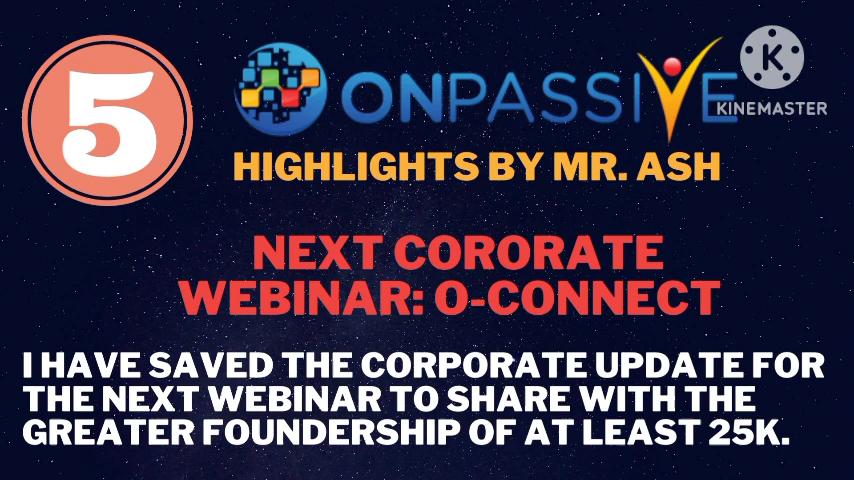 5
ONPASSIVE
K
KINEMASTER
HIGHLIGHTS BY MR. ASH
NEXT CORORATE
WEBINAR: O-CONNECT
I HAVE SAVED THE CORPORATE UPDATE FOR
THE NEXT WEBINAR TO SHARE WITH THE
GREATER FOUNDERSHIP OF AT LEAST 25K.